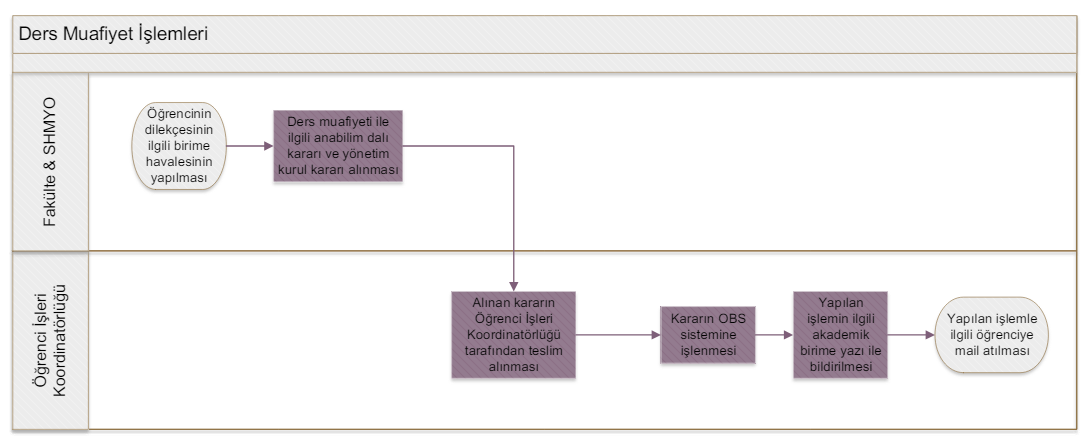 Ders Muafiyet İşlemleri
Fakülte & SHMYO
Öğrencinin
dilekçesinin
ilgili birime
havalesinin
yapılması
Ders muafiyeti ile
ilgili anabilim dalı
kararı ve yönetim
kurul kararı alınması
Öğrenci İşleri
Koordinatörlüğü
Alınan kararın
Öğrenci İşleri
Koordinatörlüğü
tarafından teslim
alınması
Kararın OBS
sistemine
işlenmesi
Yapılan
işlemin ilgili
akademik
birime yazı ile
bildirilmesi
Yapılan işlemle
ilgili öğrenciye
mail atılması